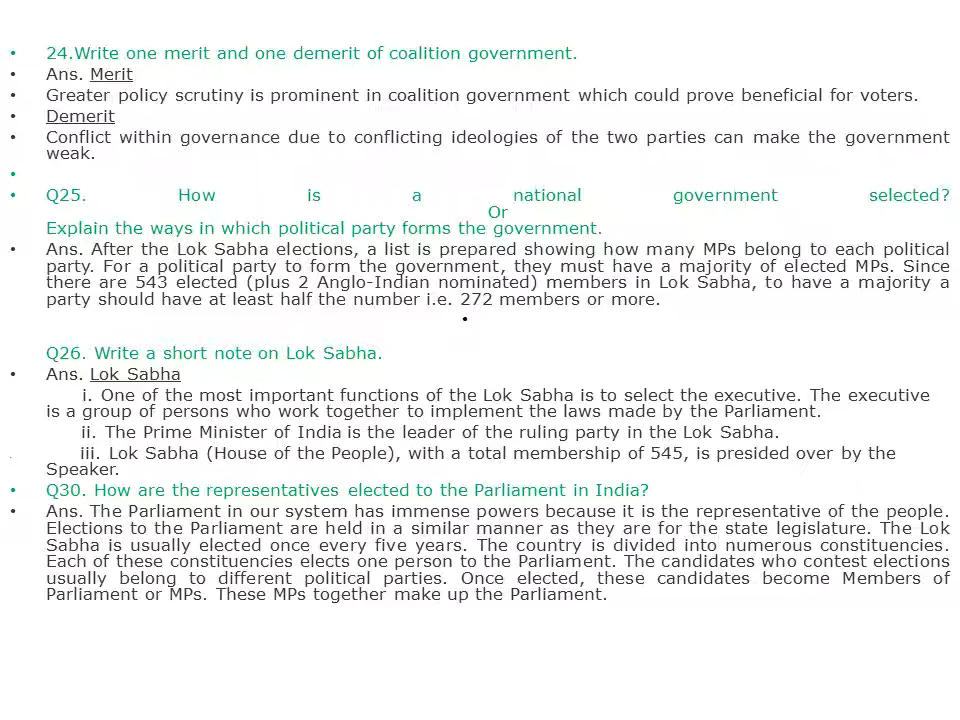 • 24.Write one merit and one demerit of coalition government.
• Ans. Merit
• Greater policy scrutiny is prominent in coalition government which could prove beneficial for voters.
• Demerit
• Conflict within governance due to conflicting ideologies of the two parties can make the government
weak.
•
• Q25. How is a national government selected?
Or
Explain the ways in which political party forms the government.
• Ans. After the Lok Sabha elections, a list is prepared showing how many MPs belong to each political
party. For a political party to form the government, they must have a majority of elected MPs. Since
there are 543 elected (plus 2 Anglo-Indian nominated) members in Lok Sabha, to have a majority a
party should have at least half the number i.e. 272 members or more.
•
Q26. Write a short note on Lok Sabha.
• Ans. Lok Sabha
i. One of the most important functions of the Lok Sabha is to select the executive. The executive
is a group of persons who work together to implement the laws made by the Parliament.
ii. The Prime Minister of India is the leader of the ruling party in the Lok Sabha.
iii. Lok Sabha (House of the People), with a total membership of 545, is presided over by the
Speaker.
• Q30. How are the representatives elected to the Parliament in India?
• Ans. The Parliament in our system has immense powers because it is the representative of the people.
Elections to the Parliament are held in a similar manner as they are for the state legislature. The Lok
Sabha is usually elected once every five years. The country is divided into numerous constituencies.
Each of these constituencies elects one person to the Parliament. The candidates who contest elections
usually belong to different political parties. Once elected, these candidates become Members of
Parliament or MPs. These MPs together make up the Parliament.